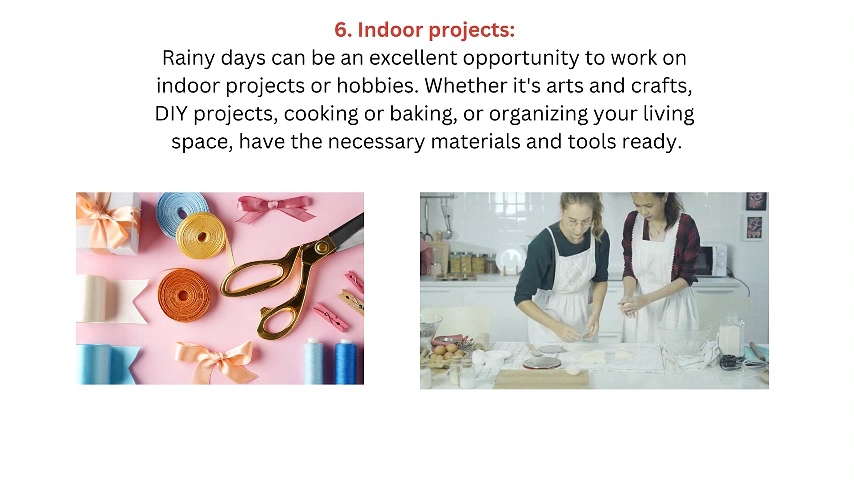 6. Indoor projects:
Rainy days can be an excellent opportunity to work on
indoor projects or hobbies. Whether it's arts and crafts,
DIY projects, cooking or baking, or organizing your living
space, have the necessary materials and tools ready.